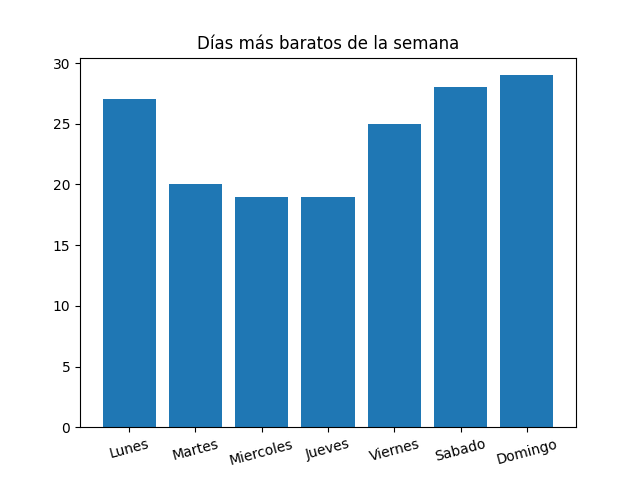 Días más baratos de la semana
30
25
20
15
10
5
0
Lunes
Martes
Miercoles
Jueves
Viernes
Sabado
Domingo